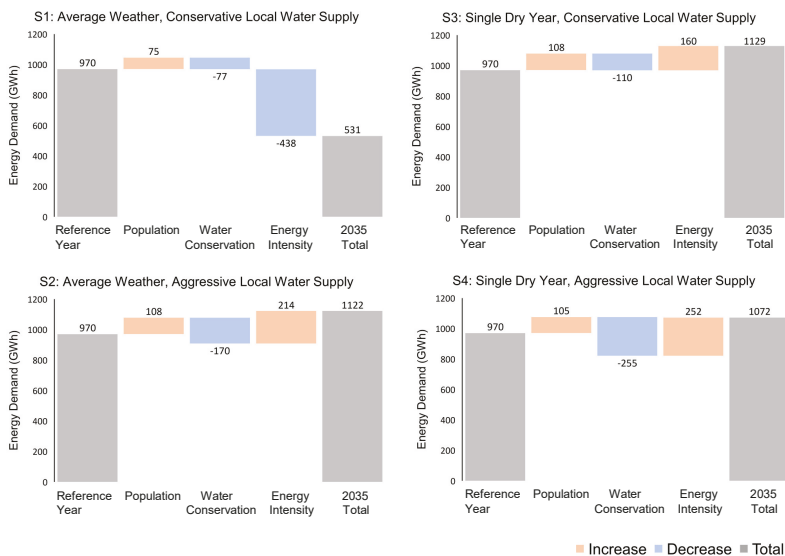 S1: Average Weather, Conservative Local Water Supply
Energy Demand (GWh)
1200
1000
800
600
400
200
0
970
75
-77
-438
531
Reference Year
Population
Water Conservation
Energy Intensity
2035 Total
S3: Single Dry Year, Conservative Local Water Supply
Energy Demand (GWh)
1200
1000
800
600
400
200
0
970
108
-110
160
1129
Reference Year
Population
Water Conservation
Energy Intensity
2035 Total
S2: Average Weather, Aggressive Local Water Supply
Energy Demand (GWh)
1200
1000
800
600
400
200
0
970
108
-170
214
1122
Reference Year
Population
Water Conservation
Energy Intensity
2035 Total
S4: Single Dry Year, Aggressive Local Water Supply
Energy Demand (GWh)
1200
1000
800
600
400
200
0
970
105
-255
252
1072
Reference Year
Population
Water Conservation
Energy Intensity
2035 Total
Increase Decrease Total